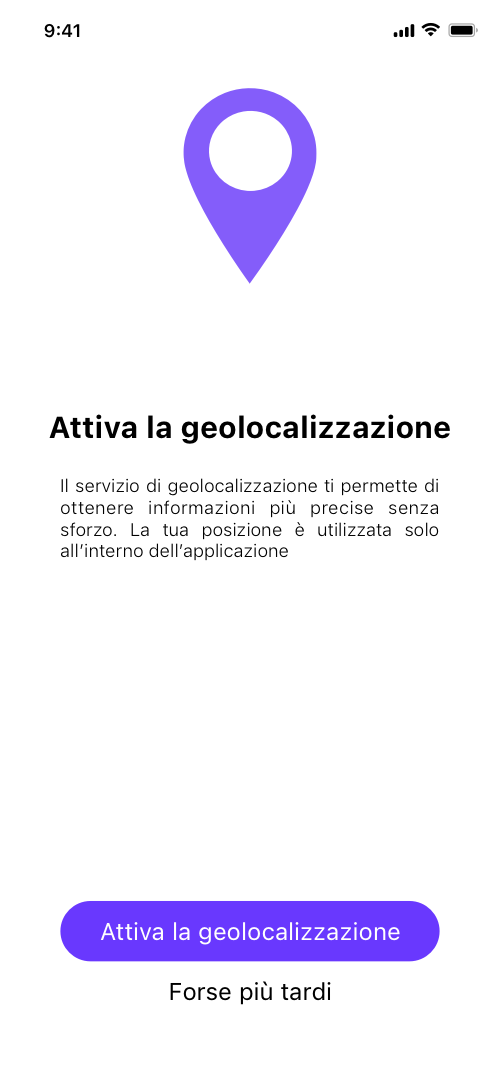 9:41
Attiva la geolocalizzazione
Il servizio di geolocalizzazione ti permette di
ottenere informazioni più precise senza
sforzo. La tua posizione è utilizzata solo
all’interno dell’applicazione
Attiva la geolocalizzazione
Forse più tardi